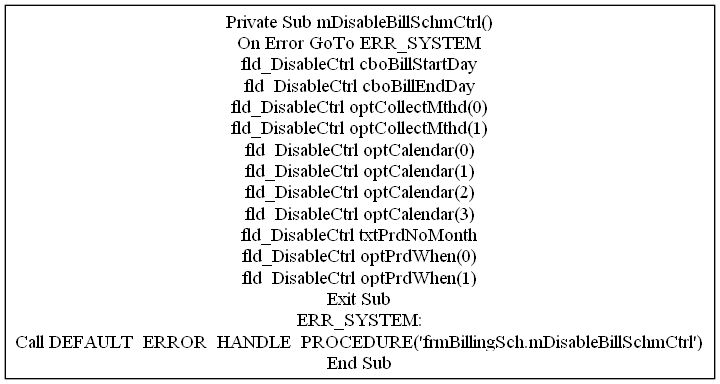 Private Sub mDisableBillSchmCtrl()
On Error GoTo ERR_SYSTEM
fld_DisableCtrl cboBillStartDay
fld_DisableCtrl cboBillEndDay
fld_DisableCtrl optCollectMthd(0)
fld_DisableCtrl optCollectMthd(1)
fld_DisableCtrl optCalendar(0)
fld_DisableCtrl optCalendar(1)
fld_DisableCtrl optCalendar(2)
fld_DisableCtrl optCalendar(3)
fld_DisableCtrl txtPrdNoMonth
fld_DisableCtrl optPrdWhen(0)
fld_DisableCtrl optPrdWhen(1)
Exit Sub
ERR_SYSTEM:
Call DEFAULT_ERROR_HANDLE_PROCEDURE('frmBillingSch.mDisableBillSchmCtrl')
End Sub